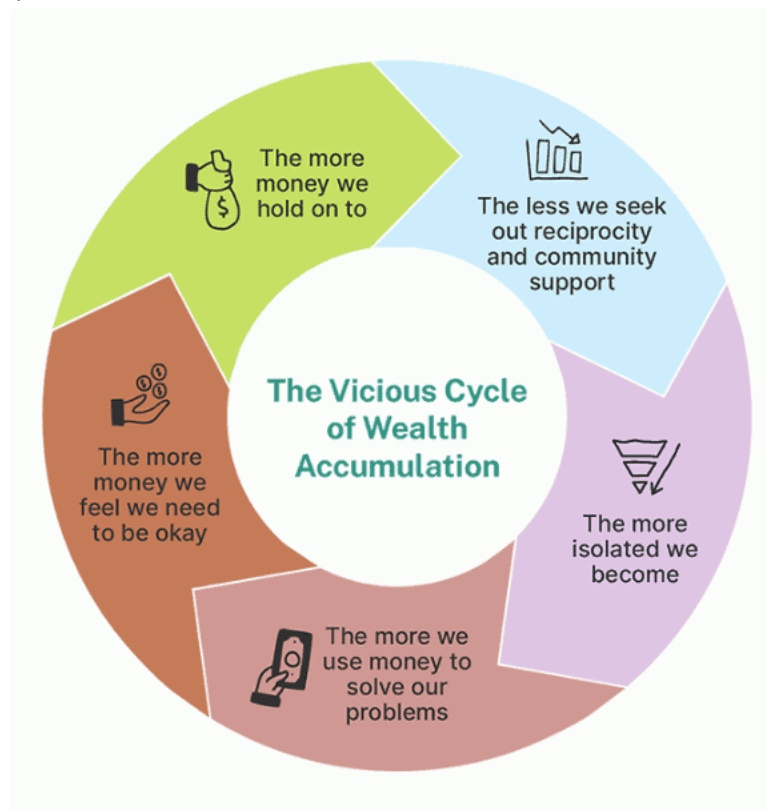 The more
money we
hold on to
The less we seek
out reciprocity
and community
support
The more
isolated we
become
The more we
use money to
solve our
problems
The more
money we
feel we need
to be okay
The Vicious Cycle
of Wealth
Accumulation